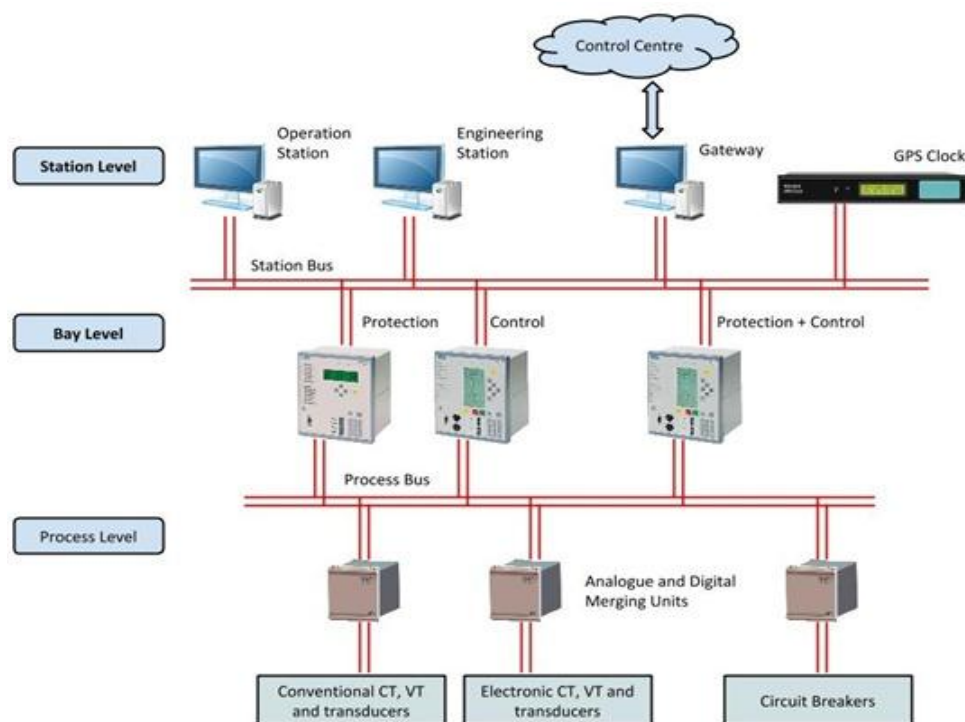 Control Centre
Operation
Station
Engineering
Station
Gateway
GPS Clock
Station Level
Station Bus
Bay Level
Protection
Control
Protection + Control
Process Bus
Process Level
Analogue and Digital
Merging Units
Conventional CT, VT
and transducers
Electronic CT, VT and
transducers
Circuit Breakers